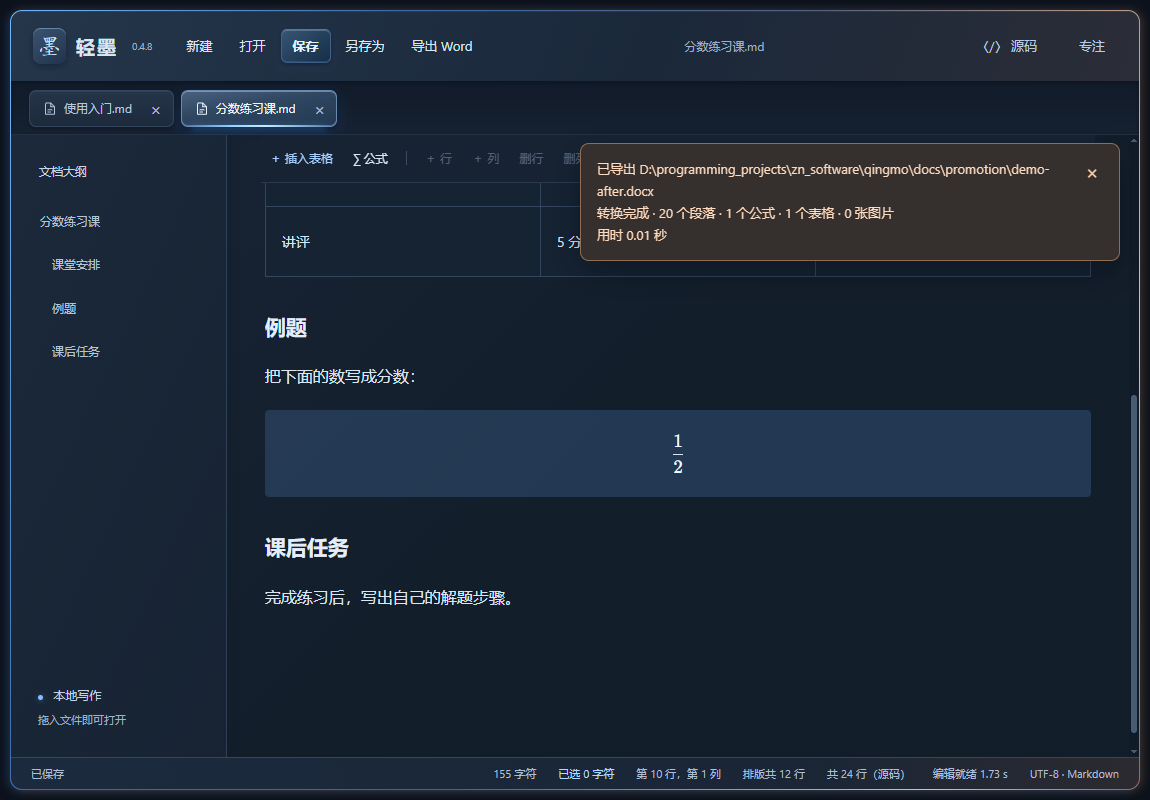 墨 轻墨 0.4.8 新建 打开 保存 另存为 导出 Word 分数练习课.md 源码 专注
使用入门.md × 分数练习课.md ×
文档大纲
分数练习课
课堂安排
例题
课后任务
本地写作
拖入文件即可打开
+ 插入表格 ∑ 公式 + 行 + 列 删行
已导出 D:\programming_projects\zn_software\qingmo\docs\promotion\demo-
after.docx
转换完成 · 20 个段落 · 1 个公式 · 1 个表格 · 0 张图片
用时 0.01 秒
×
讲评 5 分
例题
把下面的数写成分数：
1
2
课后任务
完成练习后，写出自己的解题步骤。
已保存 155 字符 已选 0 字符 第 10 行，第 1 列 排版共 12 行 共 24 行（源码） 编辑就绪 1.73 s UTF-8 · Markdown